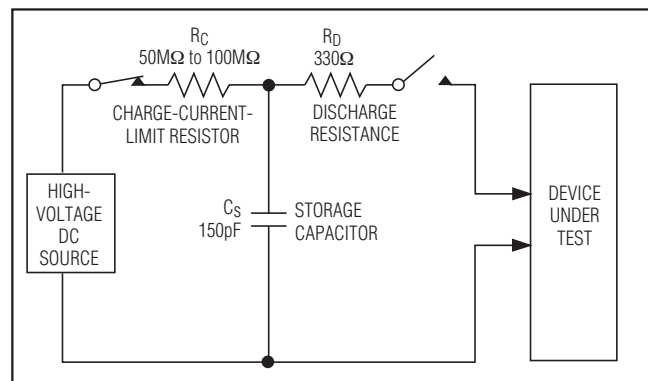 RC
50MΩ to 100MΩ
CHARGE-CURRENT-
LIMIT RESISTOR
RD
330Ω
DISCHARGE
RESISTANCE
HIGH-
VOLTAGE
DC
SOURCE
CS
150pF
STORAGE
CAPACITOR
DEVICE
UNDER
TEST